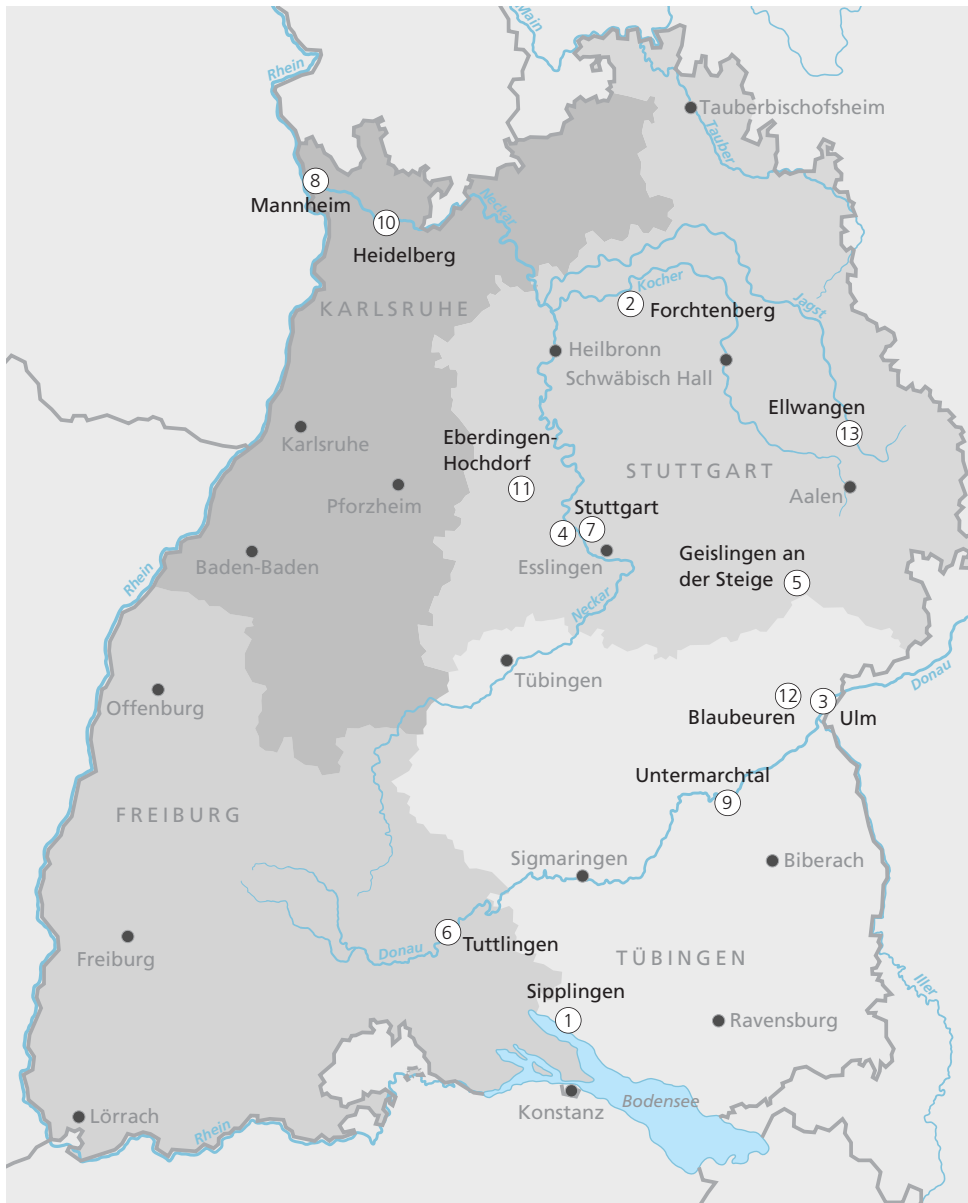 Main
Rhein
Tauberbischofsheim
Tauber
8
Mannheim
10
Heidelberg
Neckar
KARLSRUHE
Kocher
2
Forchtenberg
Jagst
Heilbronn
Schwäbisch Hall
Ellwangen
13
Karlsruhe
Eberdingen-
Hochdorf
11
STUTTGART
Pforzheim
Aalen
Stuttgart
4
7
Baden-Baden
Esslingen
Geislingen an
der Steige
5
Rhein
Neckar
Tübingen
Donau
Offenburg
12
3
Blaubeuren
Ulm
Untermarchtal
9
FREIBURG
Sigmaringen
Biberach
6
Tuttlingen
Donau
Freiburg
TÜBINGEN
Iller
Sipplingen
1
Ravensburg
Konstanz
Bodensee
Lörrach
Rhein